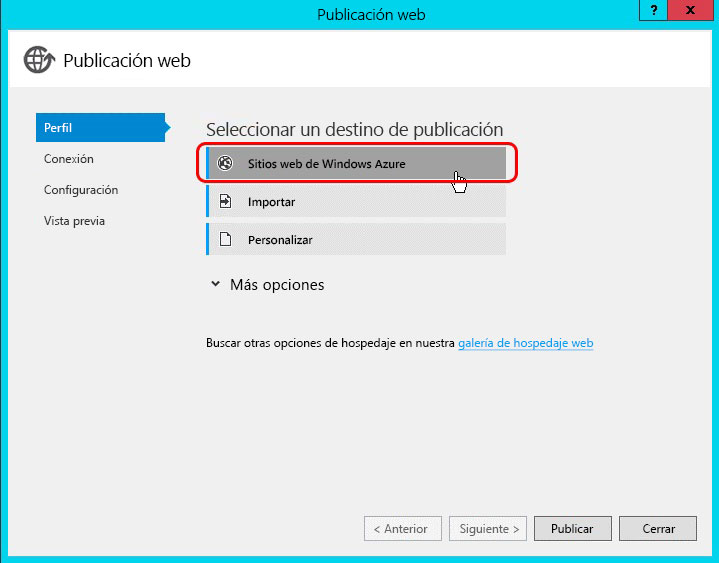 Publicación web
?
x
Publicación web
Perfil
Conexión
Configuración
Vista previa
Seleccionar un destino de publicación
Sitios web de Windows Azure
Importar
Personalizar
Más opciones
Buscar otras opciones de hospedaje en nuestra galería de hospedaje web
< Anterior
Siguiente >
Publicar
Cerrar